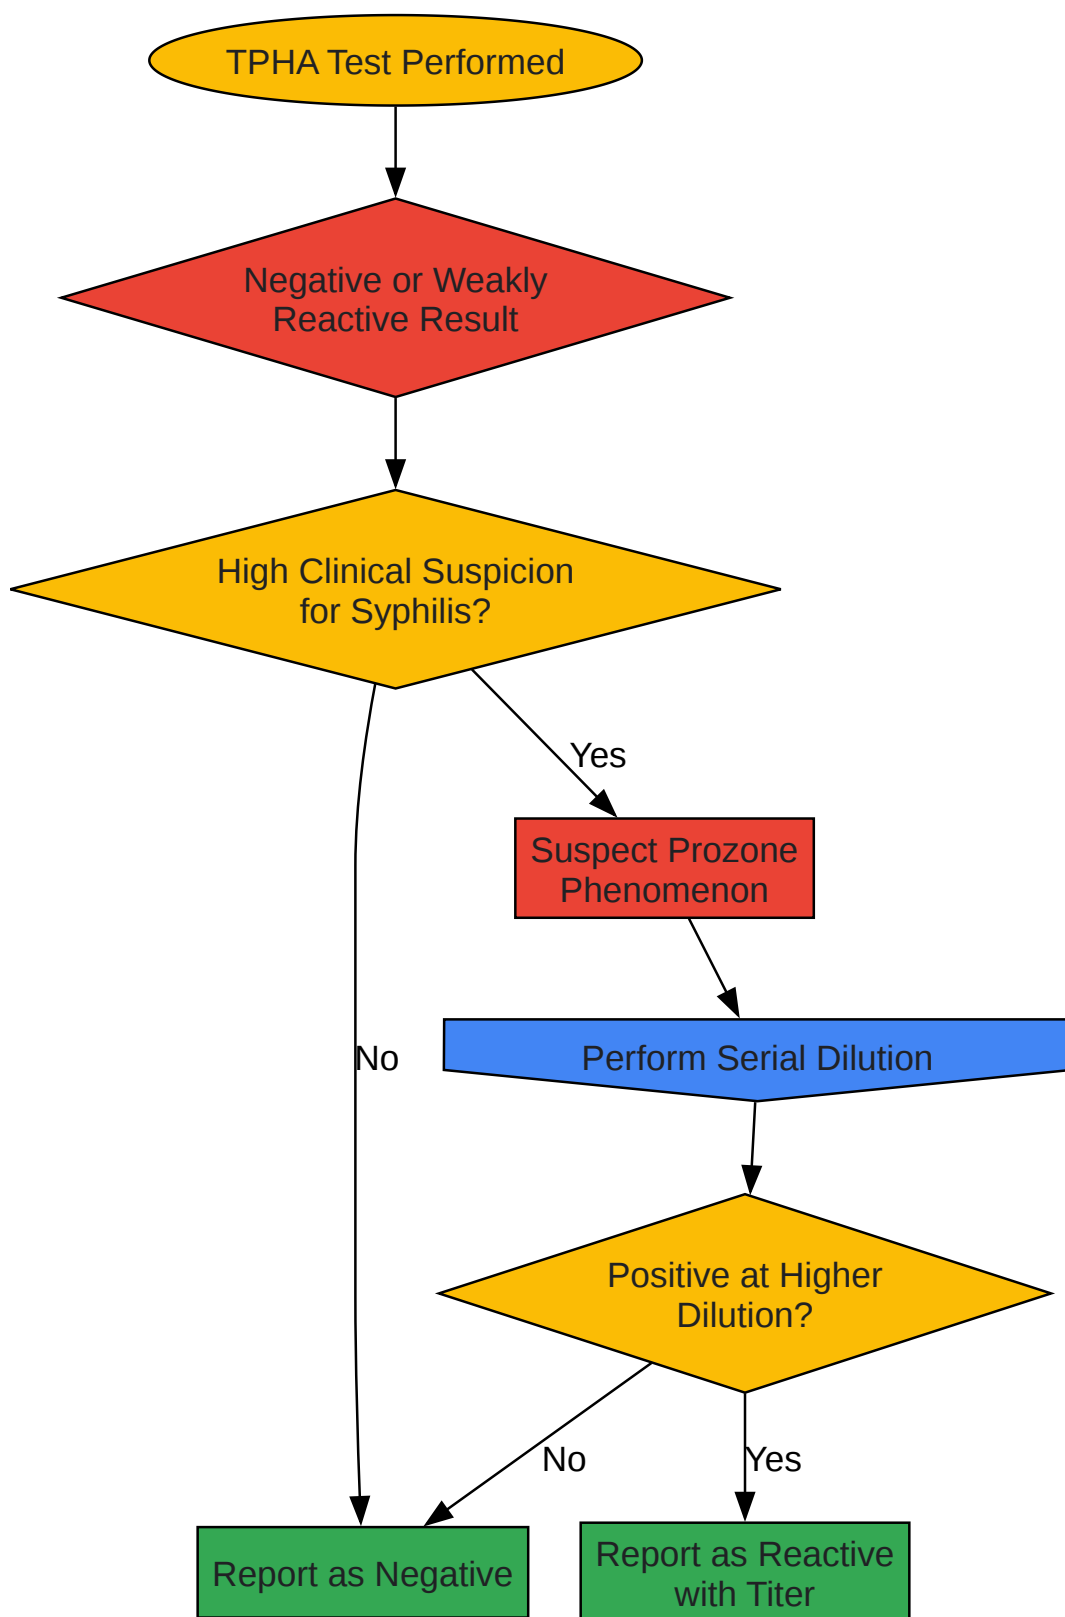 TPHA Test Performed
Negative or Weakly
Reactive Result
High Clinical Suspicion
for Syphilis?
Yes
Suspect Prozone
Phenomenon
No
Perform Serial Dilution
Positive at Higher
Dilution?
No
Yes
Report as Negative
Report as Reactive
with Titer